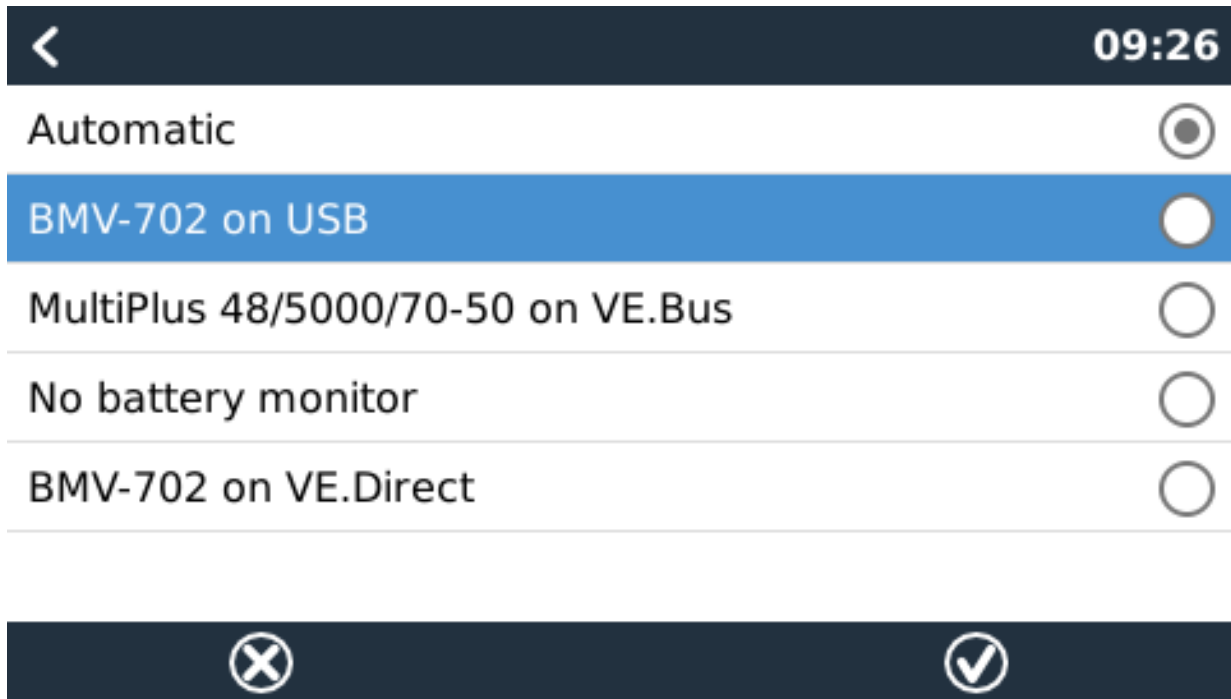 09:26
Automatic
BMV-702 on USB
MultiPlus 48/5000/70-50 on VE.Bus
No battery monitor
BMV-702 on VE.Direct